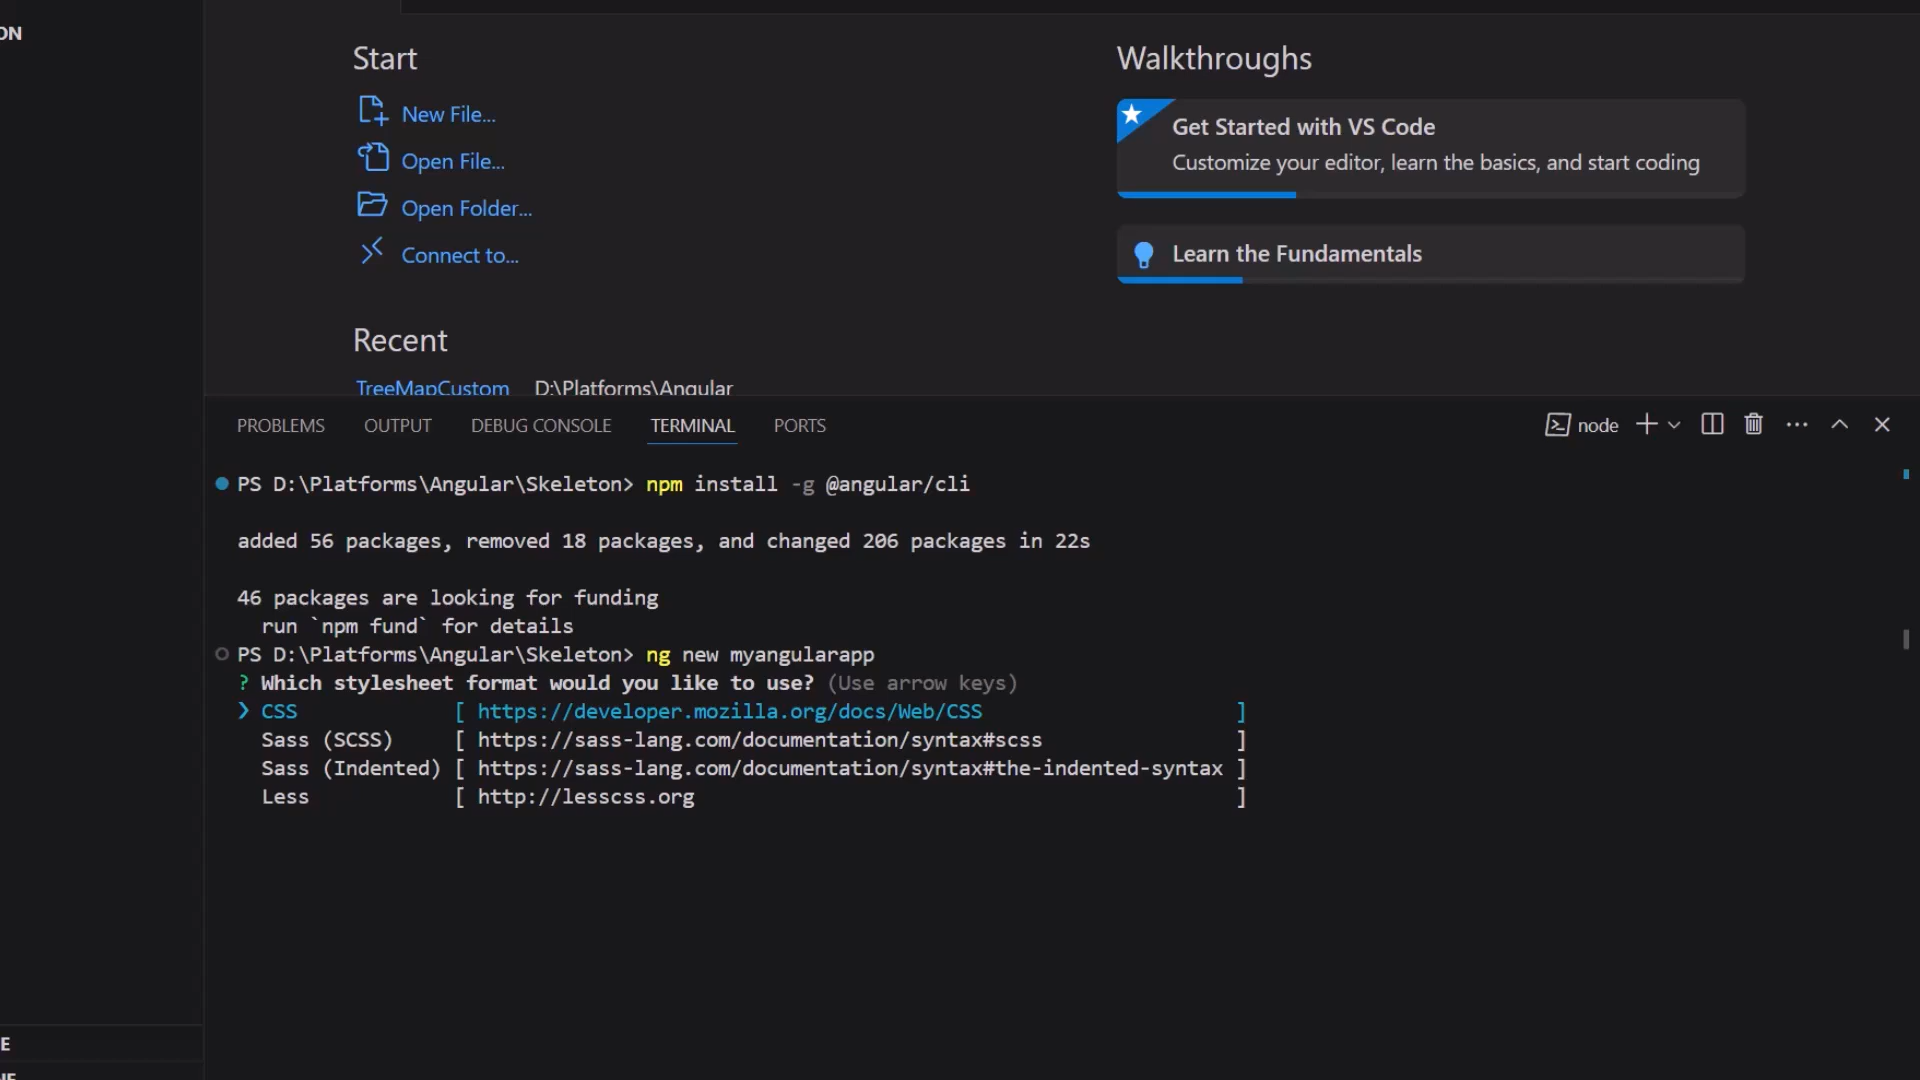 ON
Start
New File...
Open File...
Open Folder...
Connect to...
Recent
TreeMapCustom D:\Platforms\Angular
Walkthroughs
Get Started with VS Code
Customize your editor, learn the basics, and start coding
Learn the Fundamentals
PROBLEMS OUTPUT DEBUG CONSOLE TERMINAL PORTS
node
PS D:\Platforms\Angular\Skeleton> npm install -g @angular/cli
added 56 packages, removed 18 packages, and changed 206 packages in 22s
46 packages are looking for funding
run `npm fund` for details
PS D:\Platforms\Angular\Skeleton> ng new myangularapp
? Which stylesheet format would you like to use? (Use arrow keys)
❯ CSS [ https://developer.mozilla.org/docs/Web/CSS ]
Sass (SCSS) [ https://sass-lang.com/documentation/syntax#scss ]
Sass (Indented) [ https://sass-lang.com/documentation/syntax#the-indented-syntax ]
Less [ http://lesscss.org ]
E